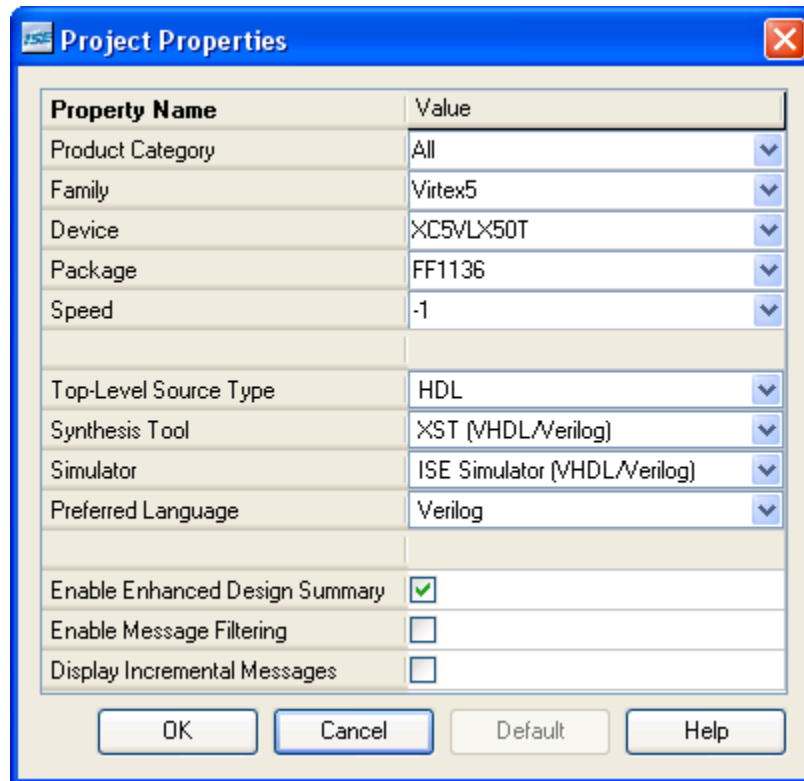 ISE Project Properties
Property Name Value
Product Category All
Family Virtex5
Device XC5VLX50T
Package FF1136
Speed -1
Top-Level Source Type HDL
Synthesis Tool XST (VHDL/Verilog)
Simulator ISE Simulator (VHDL/Verilog)
Preferred Language Verilog
Enable Enhanced Design Summary
Enable Message Filtering
Display Incremental Messages
OK Cancel Default Help